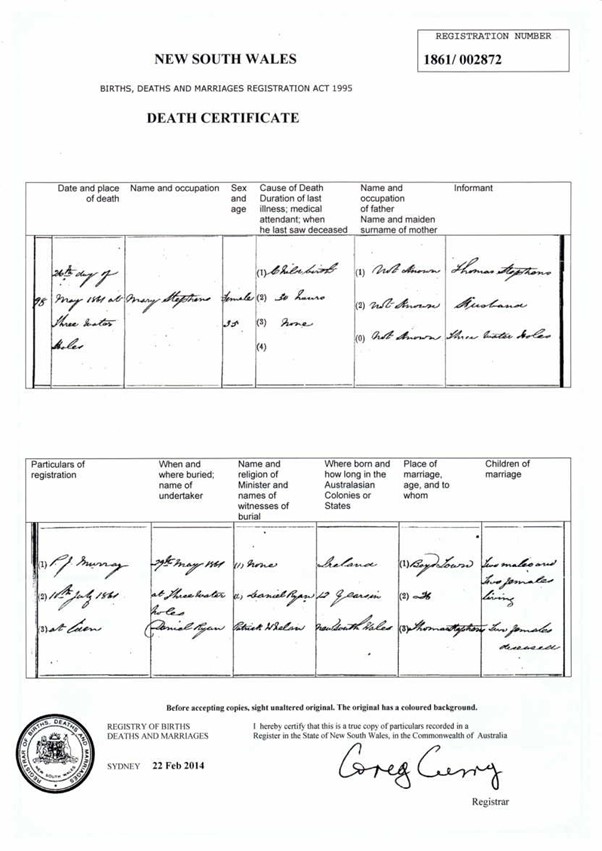 REGISTRATION NUMBER
1861/ 002872
NEW SOUTH WALES
BIRTHS, DEATHS AND MARRIAGES REGISTRATION ACT 1995
DEATH CERTIFICATE
Date and place
of death
Name and occupation
Sex
and
age
Cause of Death
Duration of last
illness; medical
attendant; when
he last saw deceased
Name and
occupation
of father
Name and maiden
surname of mother
Informant
98
26th day of
May 1861 at
Three Water
Holes
Mary Stephens
Female
35
(1) Childbirth
(2) 30 hours
(3) None
(4)
(1) Not Known
(2) Not Known
(0) Not Known
Thomas Stephens
Husband
Three Water Holes
Particulars of
registration
When and
where buried;
name of
undertaker
Name and
religion of
Minister and
names of
witnesses of
burial
Where born and
how long in the
Australasian
Colonies or
States
Place of
marriage,
age, and to
whom
Children of
marriage
(1) P J. Murray
(2) 11th July 1861
(3) at Eden
29th May 1861
at Three Water
Holes
Daniel Ryan
(1) None
(1) Daniel Ryan
Patrick Whelan
Ireland
12 Years in
New South Wales
(1) Boyd Town
(2) 26
(3) Thomas Stephens
Two males and
Two females
living
Two females
deceased
Before accepting copies, sight unaltered original. The original has a coloured background.
REGISTRY OF BIRTHS
DEATHS AND MARRIAGES
SYDNEY 22 Feb 2014
I hereby certify that this is a true copy of particulars recorded in a
Register in the State of New South Wales, in the Commonwealth of Australia
Greg Curry
Registrar
REGISTRAR OF BIRTHS, DEATHS AND MARRIAGES
NEW SOUTH WALES